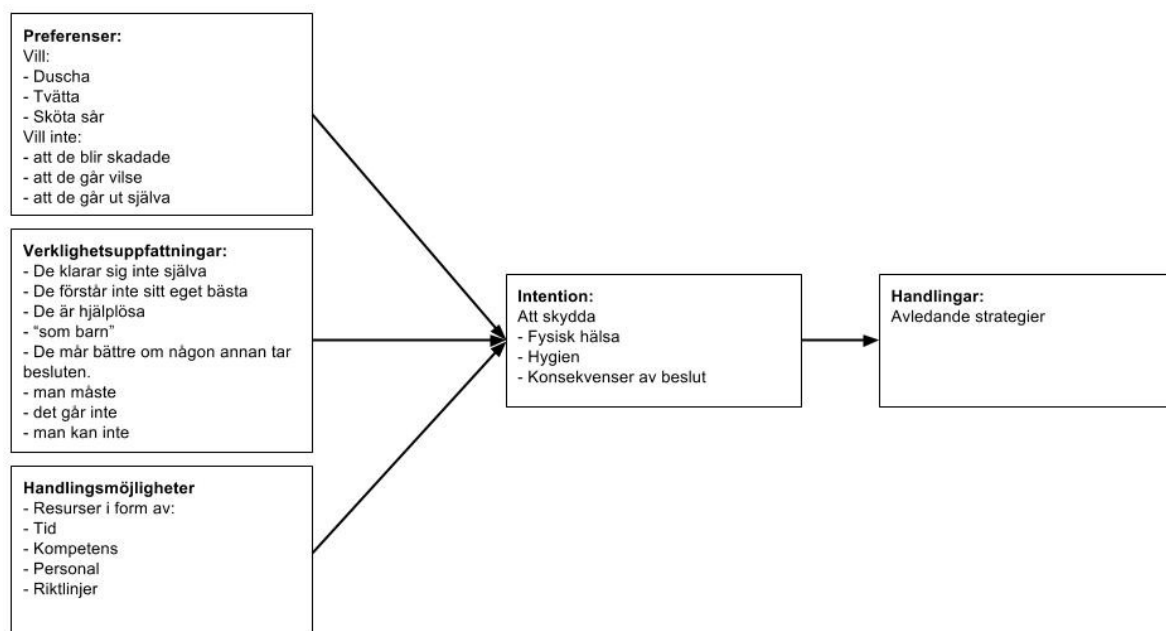 Preferenser:
Vill:
- Duscha
- Tvätta
- Sköta sår
Vill inte:
- att de blir skadade
- att de går vilse
- att de går ut själva
Verklighetsuppfattningar:
- De klarar sig inte själva
- De förstår inte sitt eget bästa
- De är hjälplösa
- “som barn”
- De mår bättre om någon annan tar
besluten.
- man måste
- det går inte
- man kan inte
Handlingsmöjligheter
- Resurser i form av:
- Tid
- Kompetens
- Personal
- Riktlinjer
Intention:
Att skydda
- Fysisk hälsa
- Hygien
- Konsekvenser av beslut
Handlingar:
Avledande strategier